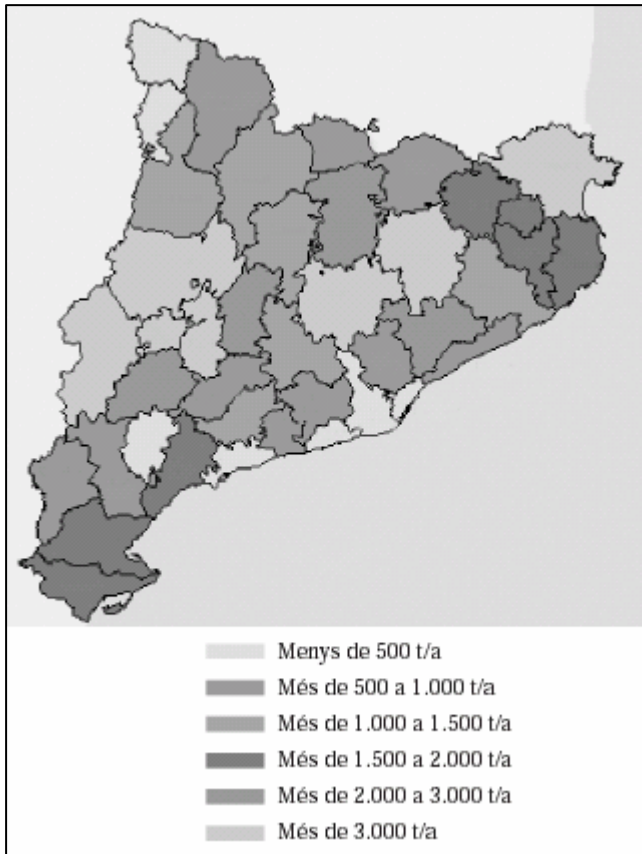 Menys de 500 t/a
Més de 500 a 1.000 t/a
Més de 1.000 a 1.500 t/a
Més de 1.500 a 2.000 t/a
Més de 2.000 a 3.000 t/a
Més de 3.000 t/a